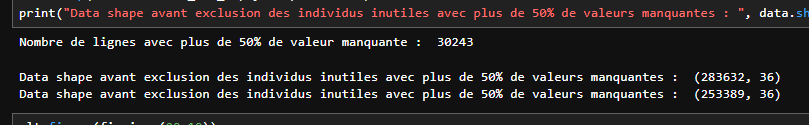 print("Data shape avant exclusion des individus inutiles avec plus de 50% de valeurs manquantes : ", data.sh
Nombre de lignes avec plus de 50% de valeur manquante :  30243
Data shape avant exclusion des individus inutiles avec plus de 50% de valeurs manquantes :  (283632, 36)
Data shape avant exclusion des individus inutiles avec plus de 50% de valeurs manquantes :  (253389, 36)